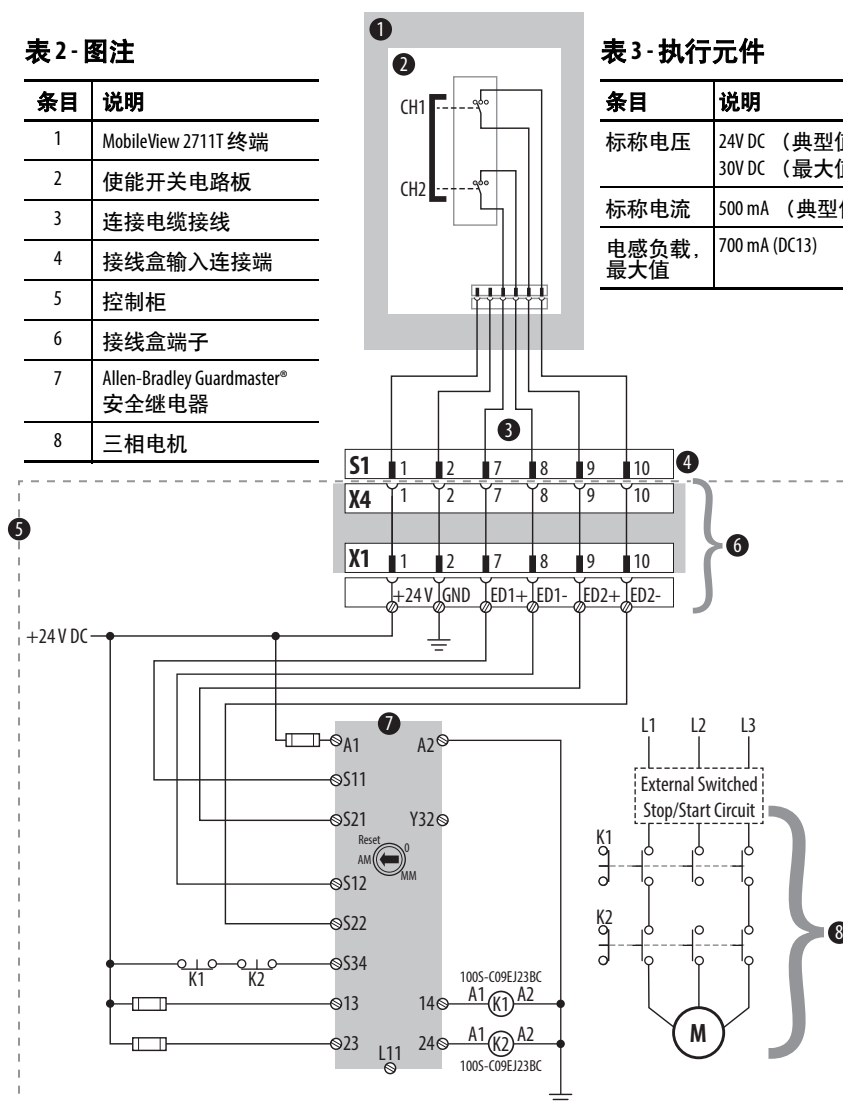 表 2 - 图注
条目 说明
1 MobileView 2711T 终端
2 使能开关电路板
3 连接电缆接线
4 接线盒输入连接端
5 控制柜
6 接线盒端子
7 Allen-Bradley Guardmaster®
安全继电器
8 三相电机
1
2
CH1
CH2
表 3 - 执行元件
条目 说明
标称电压 24V DC （典型
30V DC （最大
标称电流 500 mA （典型
电感负载， 700 mA (DC13)
最大值
3
S1 1 2 7 8 9 10 4
X4 1 2 7 8 9 10
5
6
X1 1 2 7 8 9 10
+24 V GND ED1+ ED1- ED2+ ED2-
+24 V DC
7
A1 A2
S11
S21 Y32
Reset 0
AM MM
S12
S22
S34
K1 K2
13 14
100S-C09EJ23BC
A1 K1 A2
23 L11 24
A1 K2 A2
100S-C09EJ23BC
L1 L2 L3
External Switched
Stop/Start Circuit
K1
K2
8
M